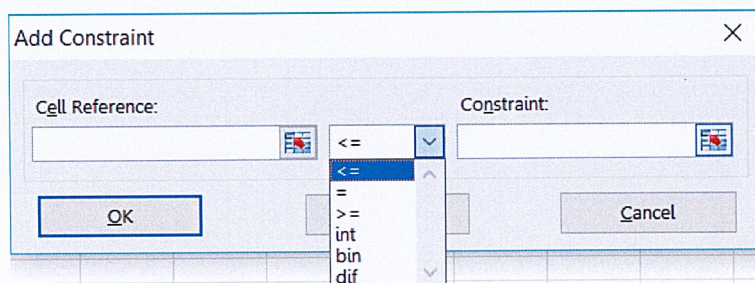 Add Constraint
Cell Reference:
Constraint:
<=
<=
=
>=
int
bin
dif
OK
Cancel